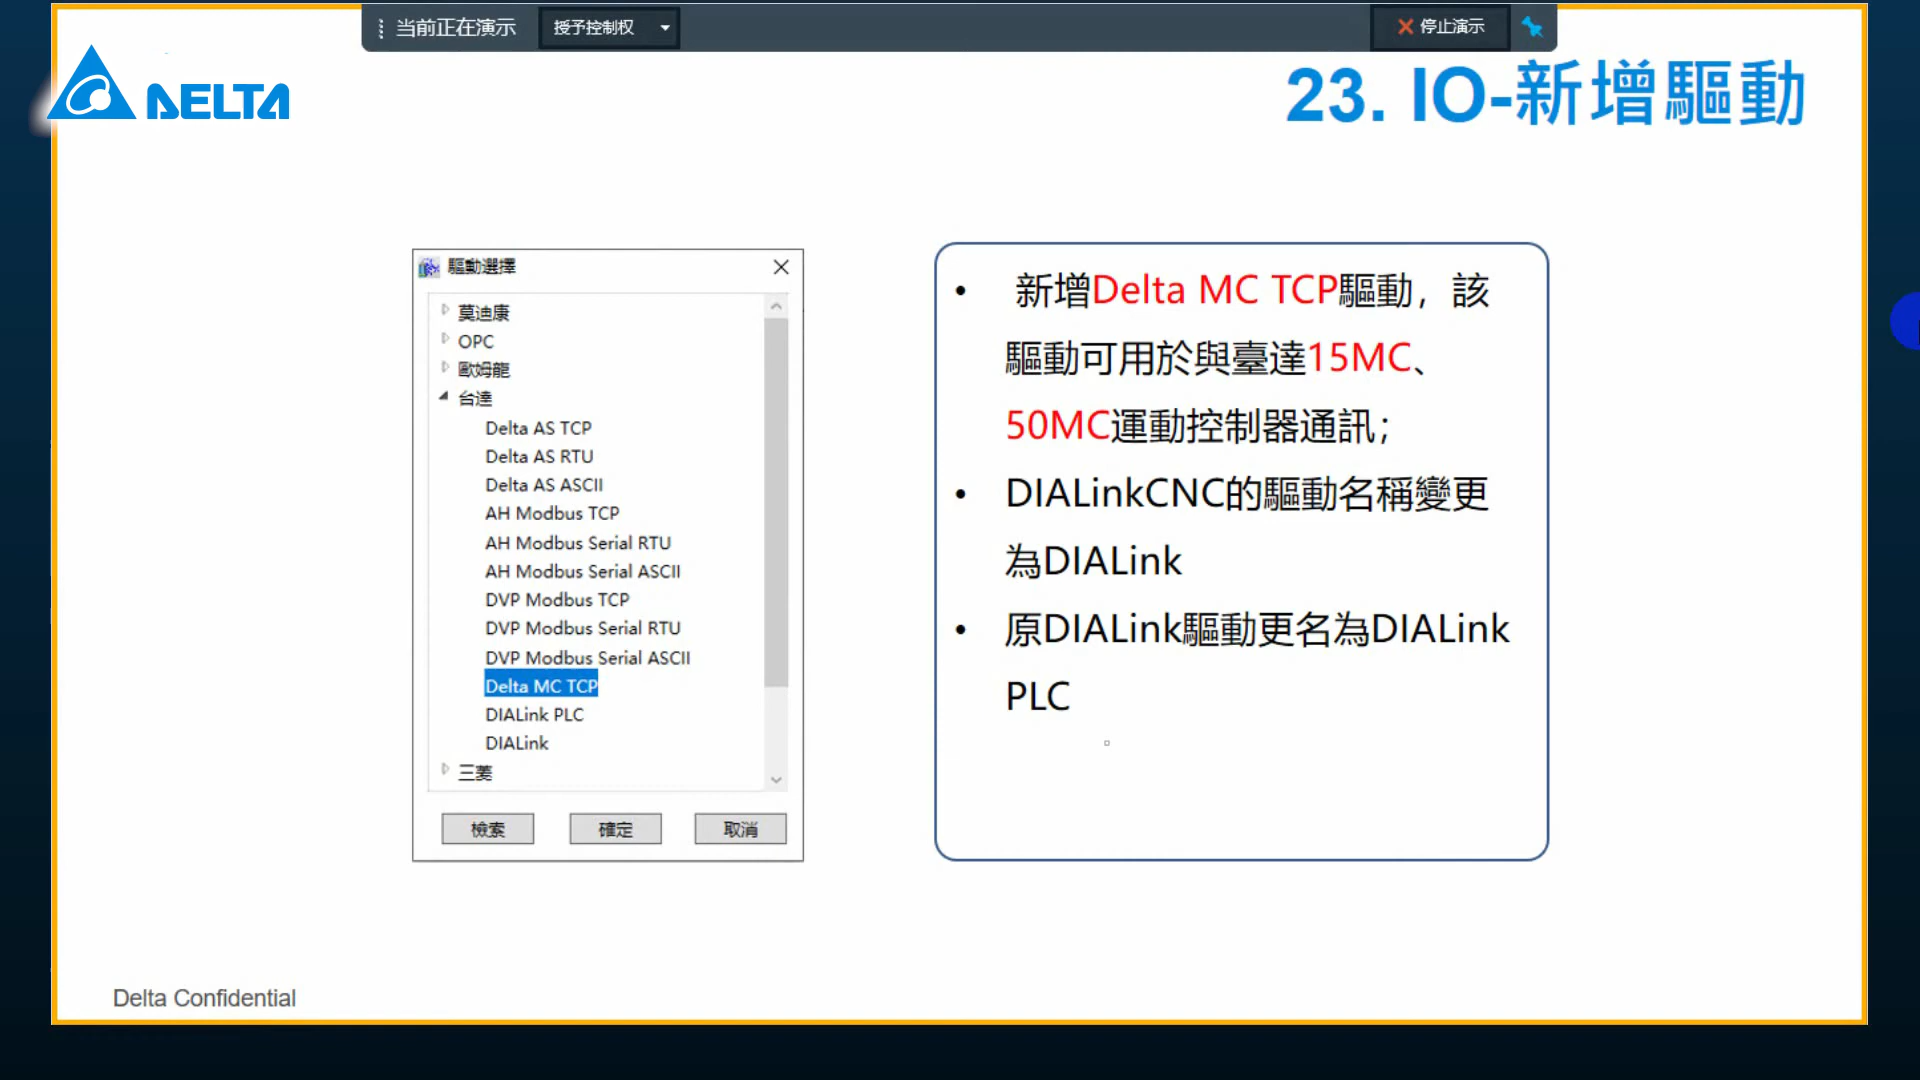 当前正在演示
授予控制权
停止演示
DELTA
23. IO-新增驅動
驅動選擇
莫迪康
OPC
歐姆龍
台達
Delta AS TCP
Delta AS RTU
Delta AS ASCII
AH Modbus TCP
AH Modbus Serial RTU
AH Modbus Serial ASCII
DVP Modbus TCP
DVP Modbus Serial RTU
DVP Modbus Serial ASCII
Delta MC TCP
DIALink PLC
DIALink
三菱
檢索
確定
取消
• 新增Delta MC TCP驅動，該
驅動可用於與臺達15MC、
50MC運動控制器通訊；
• DIALinkCNC的驅動名稱變更
為DIALink
• 原DIALink驅動更名為DIALink
PLC
Delta Confidential